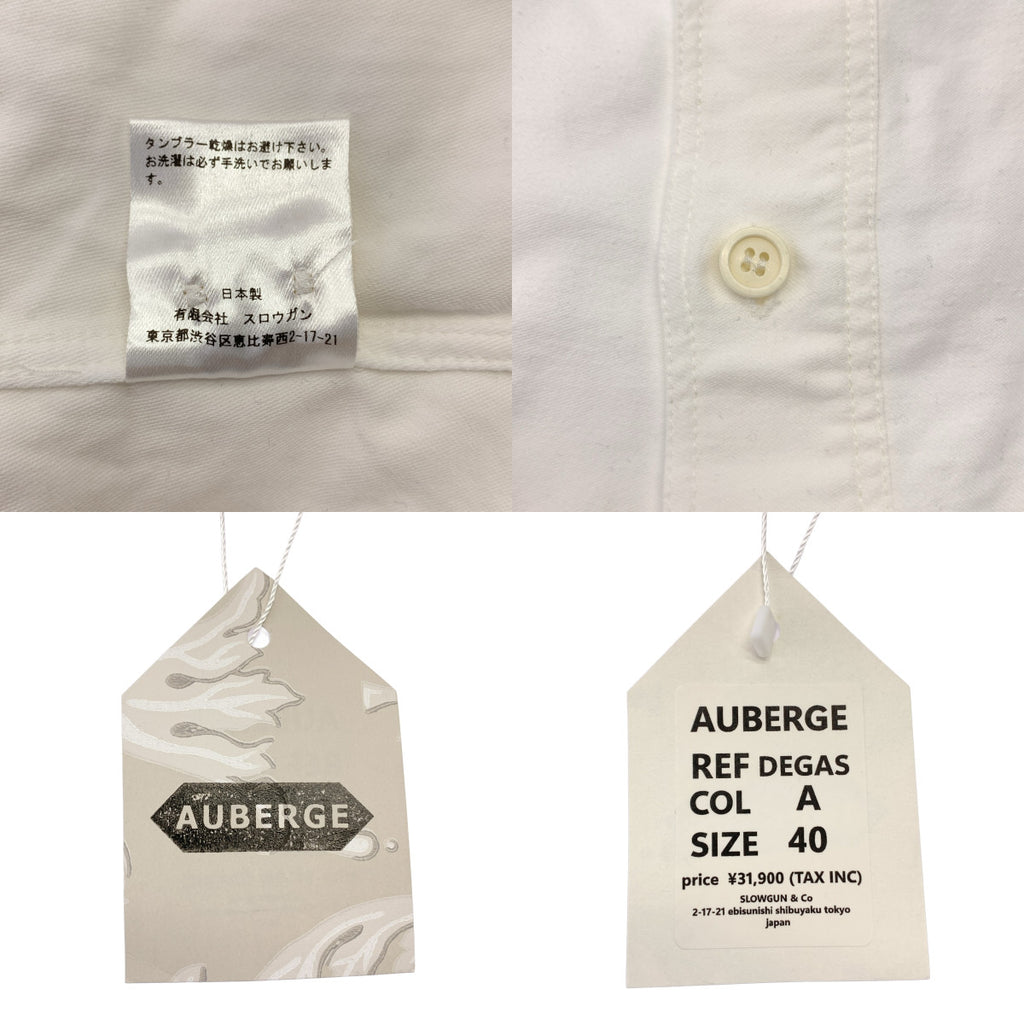 タンブラー乾燥はお避け下さい。
お洗濯は必ず手洗いでお願いしま
す。
日本製
有限会社 スロウガン
東京都渋谷区恵比寿西2-17-21
AUBERGE
AUBERGE
REF DEGAS
COL A
SIZE 40
price ¥31,900 (TAX INC)
SLOWGUN & Co
2-17-21 ebisunishi shibuyaku tokyo
japan